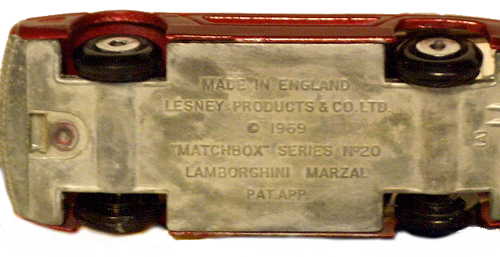 MADE IN ENGLAND
LESNEY PRODUCTS & CO. LTD.
© 1969
"MATCHBOX" SERIES Nº20
LAMBORGHINI MARZAL
PAT. APP.